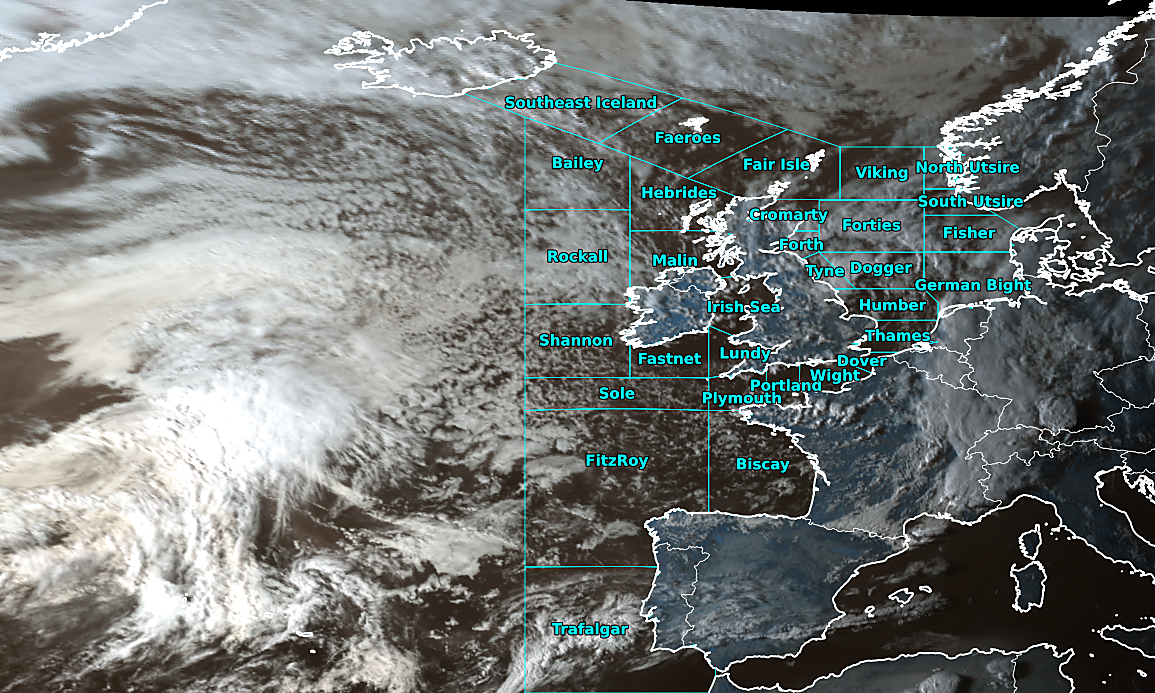 Southeast Iceland
Faeroes
Bailey
Fair Isle
Viking
North Utsire
Hebrides
South Utsire
Cromarty
Forties
Fisher
Forth
Rockall
Malin
Tyne
Dogger
German Bight
Irish Sea
Humber
Shannon
Thames
Fastnet
Lundy
Dover
Wight
Portland
Sole
Plymouth
FitzRoy
Biscay
Trafalgar